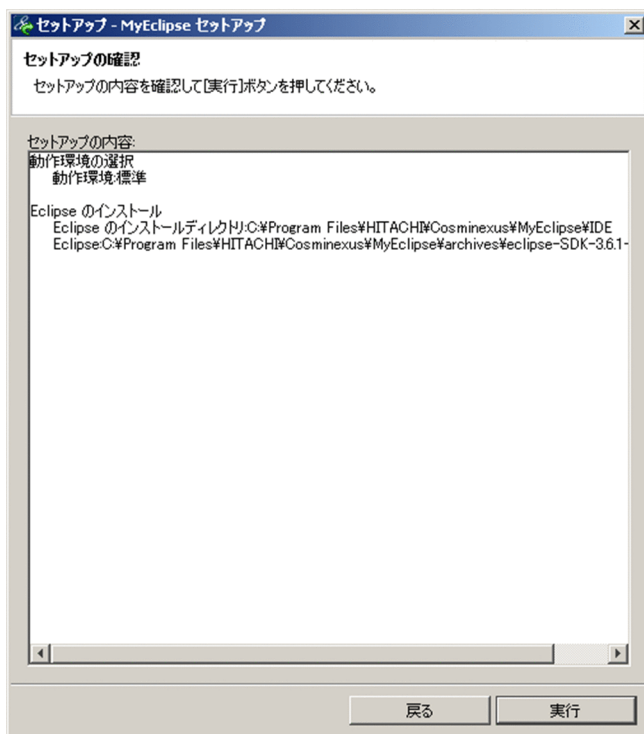 セットアップ - MyEclipse セットアップ
セットアップの確認
セットアップの内容を確認して[実行]ボタンを押してください。
セットアップの内容:
動作環境の選択
動作環境:標準
Eclipse のインストール
Eclipse のインストールディレクトリ:C:¥Program Files¥HITACHI¥Cosminexus¥MyEclipse¥IDE
Eclipse:C:¥Program Files¥HITACHI¥Cosminexus¥MyEclipse¥archives¥eclipse-SDK-3.6.1-
戻る
実行